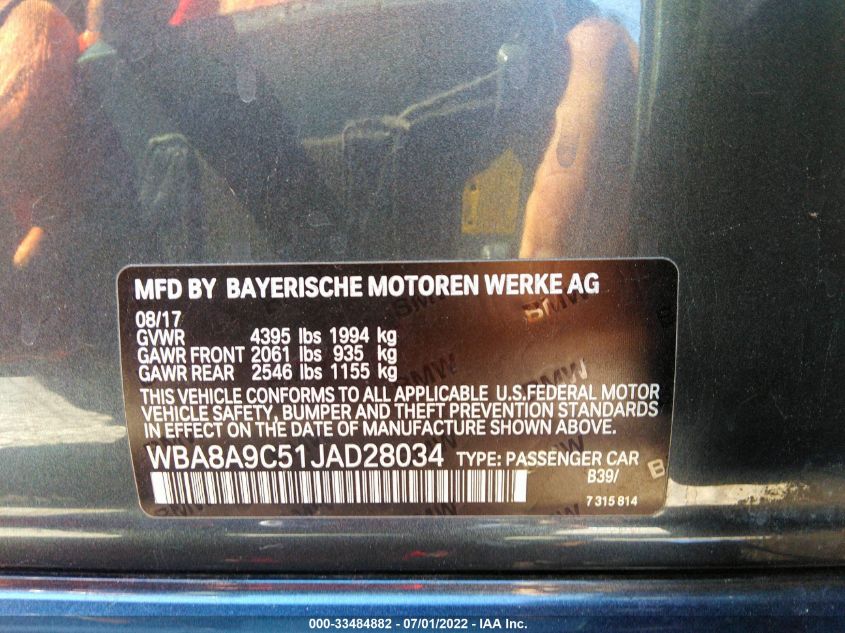 MFD BY BAYERISCHE MOTOREN WERKE AG
08/17
GVWR 4395 lbs 1994 kg
GAWR FRONT 2061 lbs 935 kg
GAWR REAR 2546 lbs 1155 kg
THIS VEHICLE CONFORMS TO ALL APPLICABLE U.S.FEDERAL MOTOR
VEHICLE SAFETY, BUMPER AND THEFT PREVENTION STANDARDS
IN EFFECT ON THE DATE OF MANUFACTURE SHOWN ABOVE.
WBA8A9C51JAD28034 TYPE: PASSENGER CAR
B39/
7 315 814
000-33484882 - 07/01/2022 - IAA Inc.